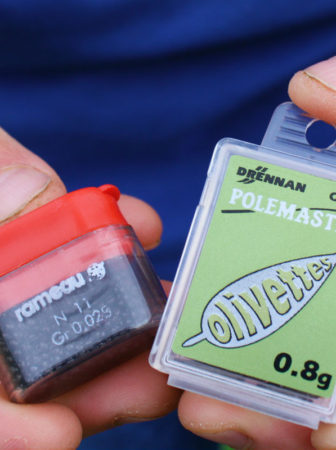 rameau
N 11
Gr 0.025
DRENNAN
POLEMAST
olivettes
0.8g